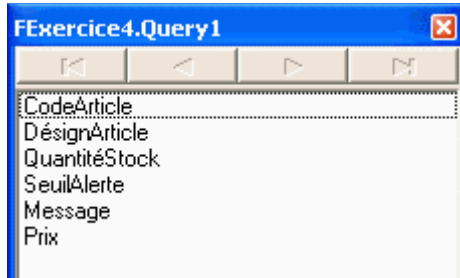 FExercice4.Query1
CodeArticle
DésignArticle
QuantitéStock
SeuilAlerte
Message
Prix